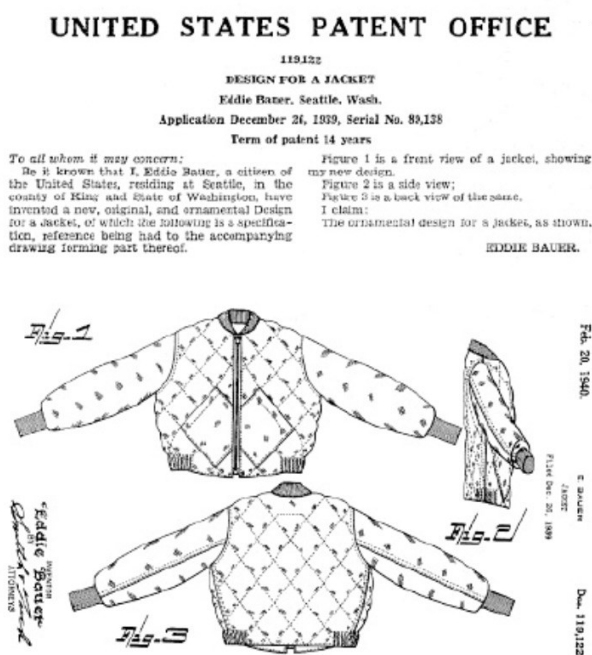 UNITED STATES PATENT OFFICE
119,122
DESIGN FOR A JACKET
Eddie Bauer, Seattle, Wash.
Application December 26, 1939, Serial No. 89,138
Term of patent 14 years
To all whom it may concern:
Be it known that I, Eddie Bauer, a citizen of
the United States, residing at Seattle, in the
county of King and State of Washington, have
invented a new, original, and ornamental Design
for a Jacket, of which the following is a specifica-
tion, reference being had to the accompanying
drawing forming part thereof.
Figure 1 is a front view of a jacket, showing
my new design.
Figure 2 is a side view;
Figure 3 is a back view of the same.
I claim:
The ornamental design for a jacket, as shown.
EDDIE BAUER.
Fig-1
Fig-2
Fig-3
Feb. 20, 1940.
E. BAUER
JACKET
Filed Dec. 26, 1939
Des. 119,122
INVENTOR
Eddie Bauer
BY
ATTORNEYS